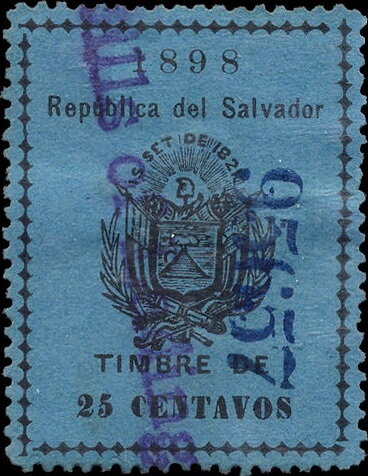 1898
República del Salvador
15 SET DE 1821
TIMBRE DE
25 CENTAVOS